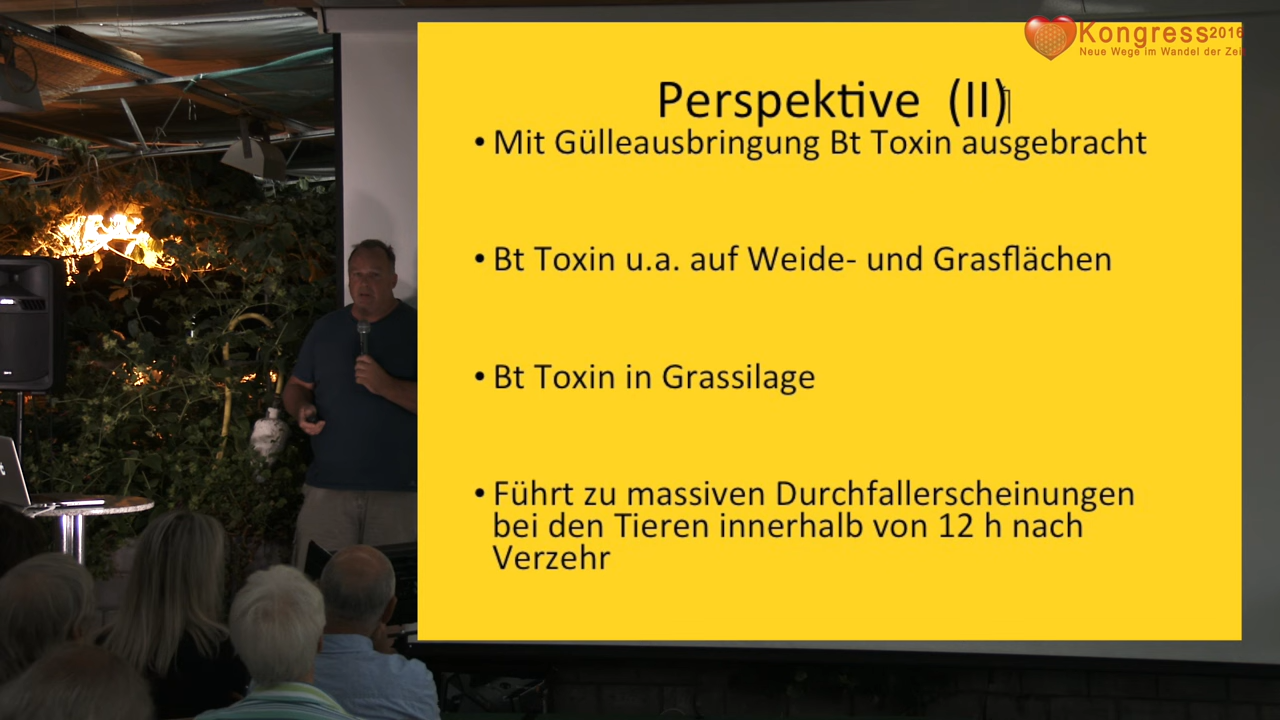 Kongress2016
Neue Wege im Wandel der Zeit
Perspektive (II)
• Mit Gülleausbringung Bt Toxin ausgebracht
• Bt Toxin u.a. auf Weide- und Grasflächen
• Bt Toxin in Grassilage
• Führt zu massiven Durchfallerscheinungen
bei den Tieren innerhalb von 12 h nach
Verzehr